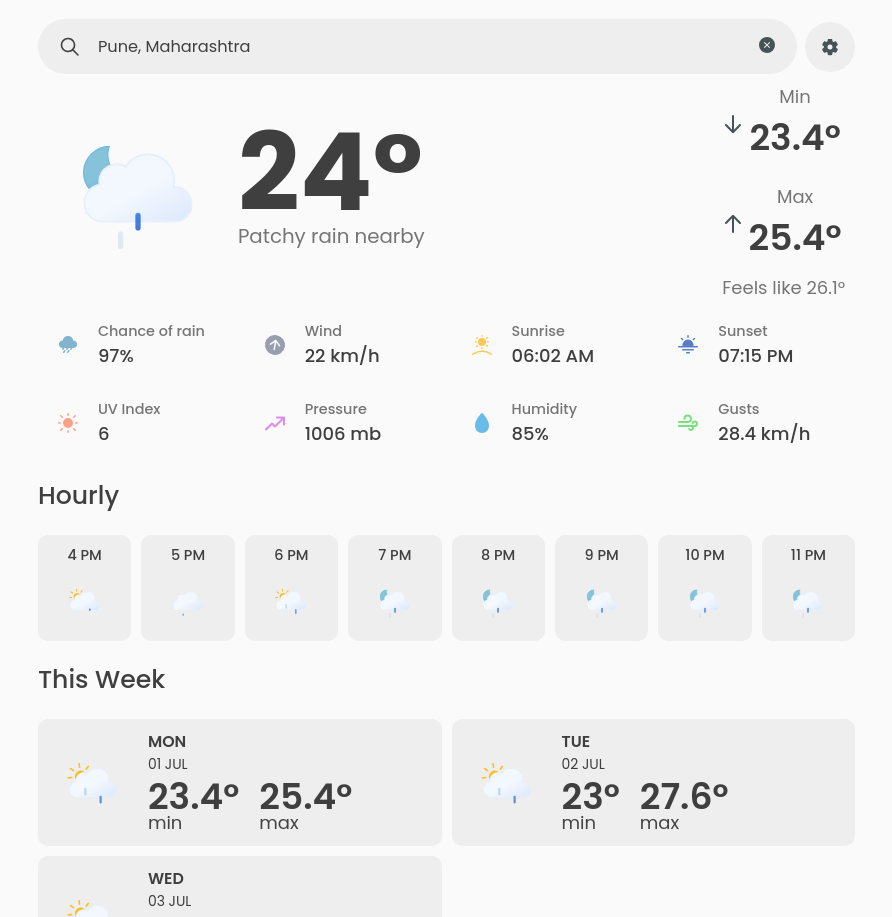 Pune, Maharashtra
24°
Patchy rain nearby
Min
23.4°
Max
25.4°
Feels like 26.1°
Chance of rain
97%
Wind
22 km/h
Sunrise
06:02 AM
Sunset
07:15 PM
UV Index
6
Pressure
1006 mb
Humidity
85%
Gusts
28.4 km/h
Hourly
4 PM
5 PM
6 PM
7 PM
8 PM
9 PM
10 PM
11 PM
This Week
MON
01 JUL
23.4° 25.4°
min max
TUE
02 JUL
23° 27.6°
min max
WED
03 JUL